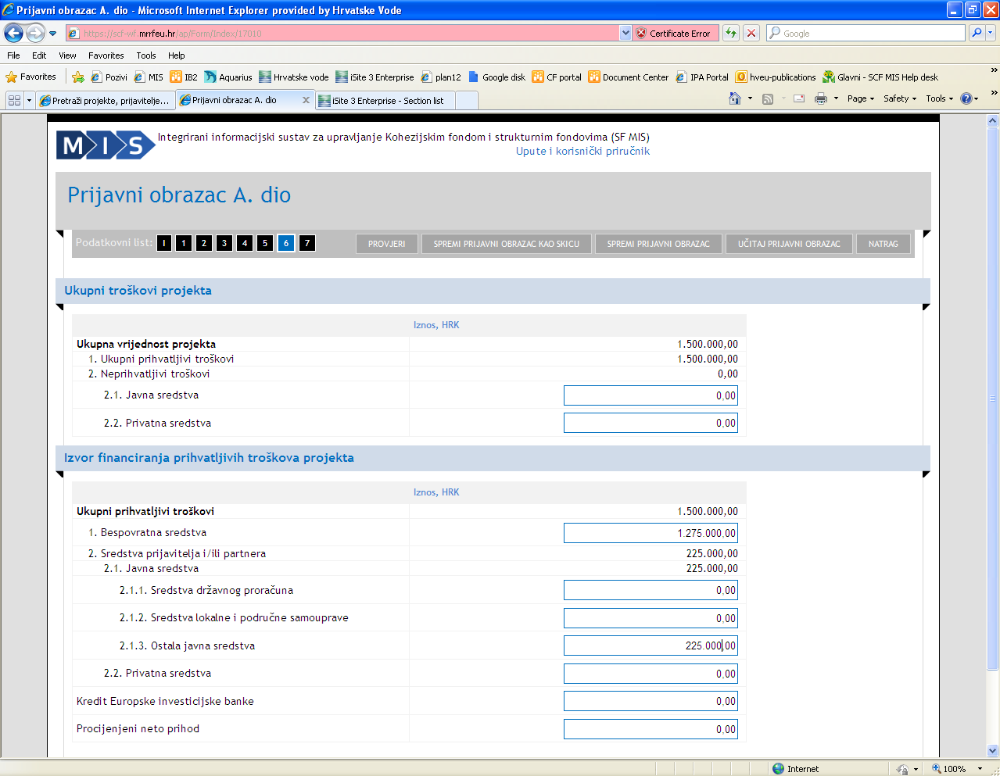 Prijavni obrazac A. dio - Microsoft Internet Explorer provided by Hrvatske Vode
https://scf-wf.mrrfeu.hr/ap/Form/Index/17010
Certificate Error
Google
File Edit View Favorites Tools Help
Favorites Pozivi MIS IB2 Aquarius Hrvatske vode iSite 3 Enterprise plan12 Google disk CF portal Document Center IPA Portal hveu-publications Glavni - SCF MIS Help desk
Pretraži projekte, prijavitelje... Prijavni obrazac A. dio iSite 3 Enterprise - Section list Page Safety Tools
MIS
Integrirani informacijski sustav za upravljanje Kohezijskim fondom i strukturnim fondovima (SF MIS)
Upute i korisnički priručnik
Prijavni obrazac A. dio
Podatkovni list: I 1 2 3 4 5 6 7 PROVJERI SPREMI PRIJAVNI OBRAZAC KAO SKICU SPREMI PRIJAVNI OBRAZAC UČITAJ PRIJAVNI OBRAZAC NATRAG
Ukupni troškovi projekta
Iznos, HRK
Ukupna vrijednost projekta 1.500.000,00
1. Ukupni prihvatljivi troškovi 1.500.000,00
2. Neprihvatljivi troškovi 0,00
2.1. Javna sredstva 0,00
2.2. Privatna sredstva 0,00
Izvor financiranja prihvatljivih troškova projekta
Iznos, HRK
Ukupni prihvatljivi troškovi 1.500.000,00
1. Bespovratna sredstva 1.275.000,00
2. Sredstva prijavitelja i/ili partnera 225.000,00
2.1. Javna sredstva 225.000,00
2.1.1. Sredstva državnog proračuna 0,00
2.1.2. Sredstva lokalne i područne samouprave 0,00
2.1.3. Ostala javna sredstva 225.000,00
2.2. Privatna sredstva 0,00
Kredit Europske investicijske banke 0,00
Procijenjeni neto prihod 0,00
Internet 100%